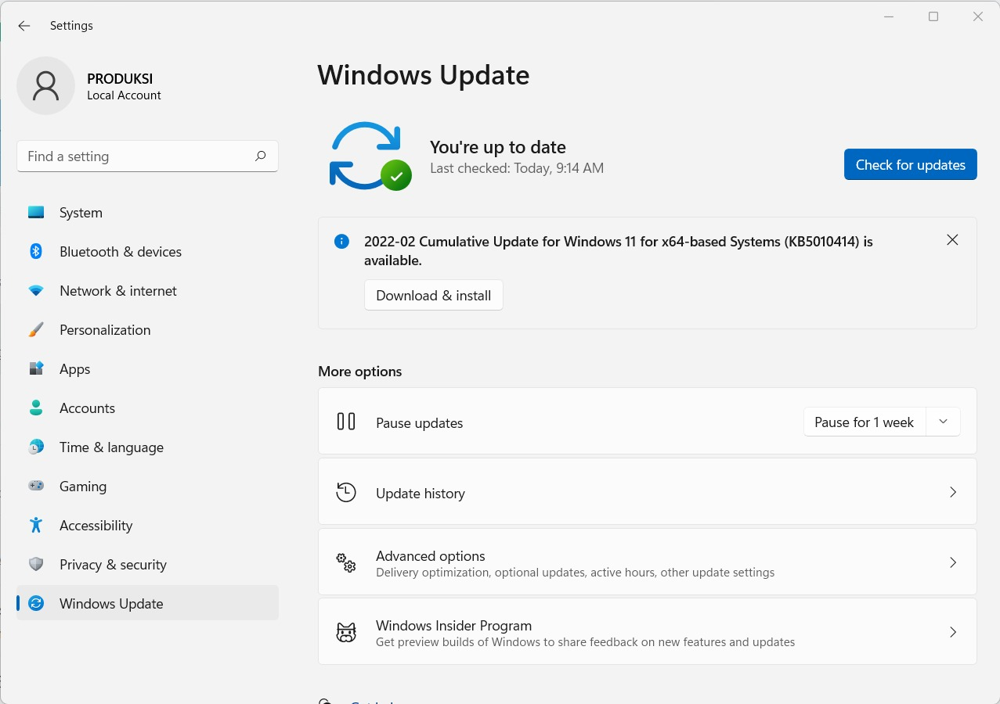 Settings
PRODUKSI
Local Account
Find a setting
System
Bluetooth & devices
Network & internet
Personalization
Apps
Accounts
Time & language
Gaming
Accessibility
Privacy & security
Windows Update
Windows Update
You're up to date
Last checked: Today, 9:14 AM
Check for updates
2022-02 Cumulative Update for Windows 11 for x64-based Systems (KB5010414) is
available.
Download & install
More options
Pause updates
Pause for 1 week
Update history
Advanced options
Delivery optimization, optional updates, active hours, other update settings
Windows Insider Program
Get preview builds of Windows to share feedback on new features and updates